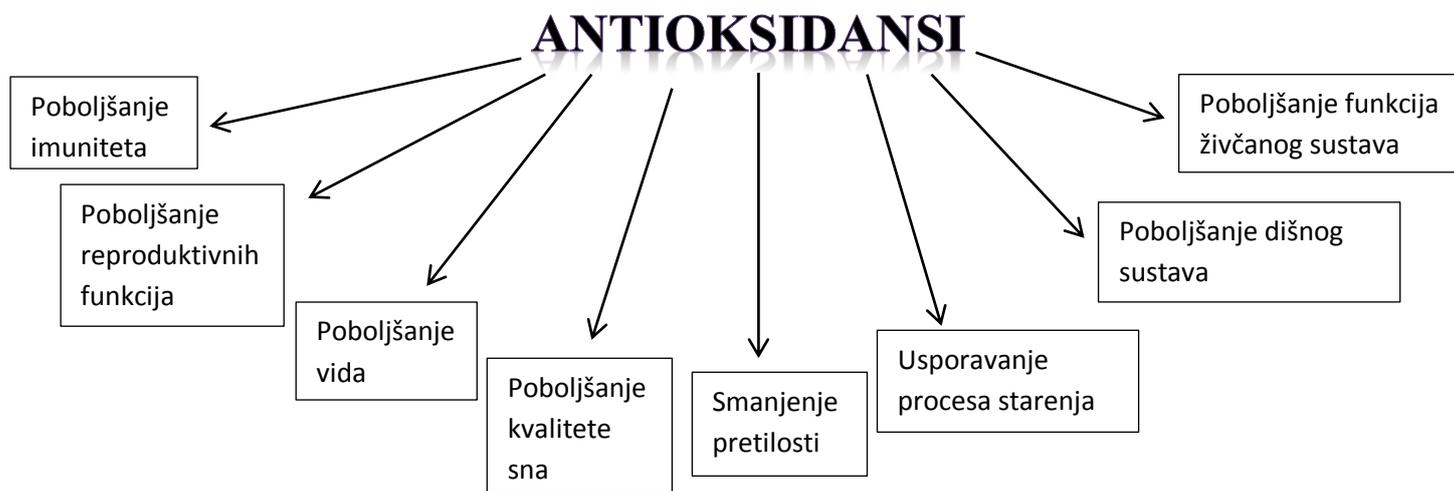 ANTIOKSIDANSI
Poboljšanje
imuniteta
Poboljšanje
reproduktivnih
funkcija
Poboljšanje
vida
Poboljšanje
kvalitete
sna
Smanjenje
pretilosti
Usporavanje
procesa starenja
Poboljšanje dišnog
sustava
Poboljšanje funkcija
živčanog sustava